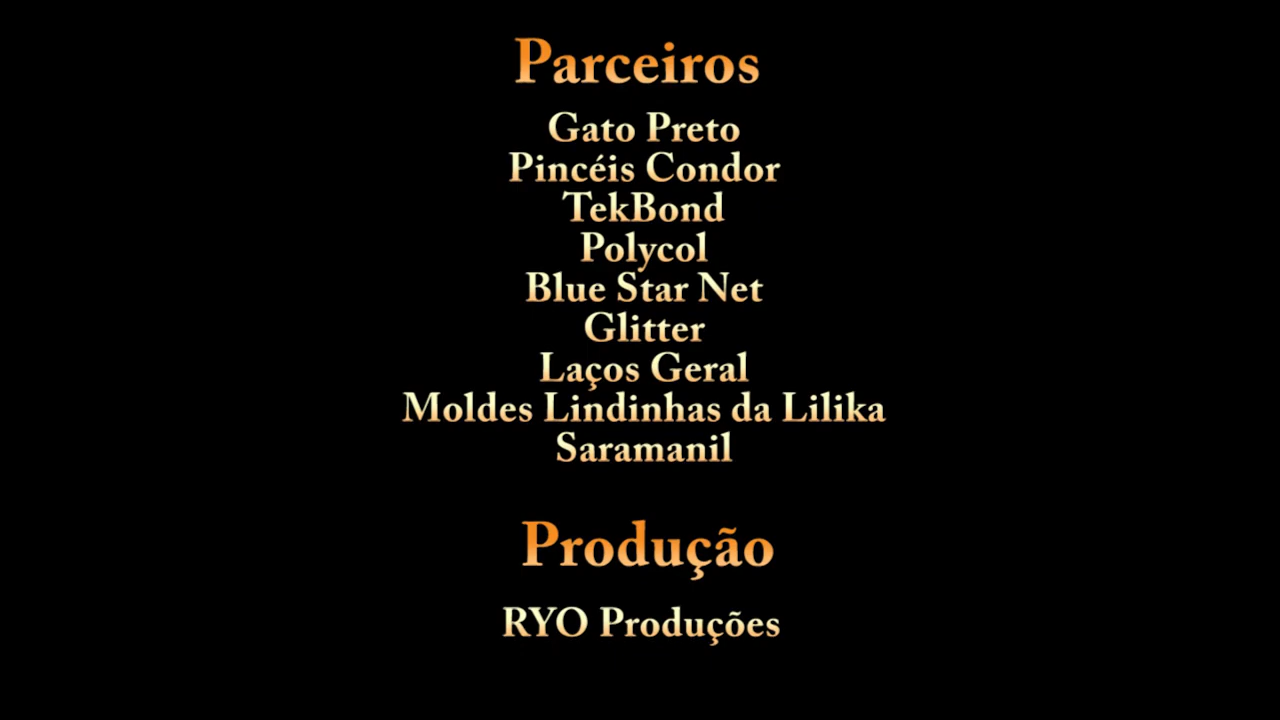 Parceiros
Gato Preto
Pincéis Condor
TekBond
Polycol
Blue Star Net
Glitter
Laços Geral
Moldes Lindinhas da Lilika
Saramanil
Produção
RYO Produções